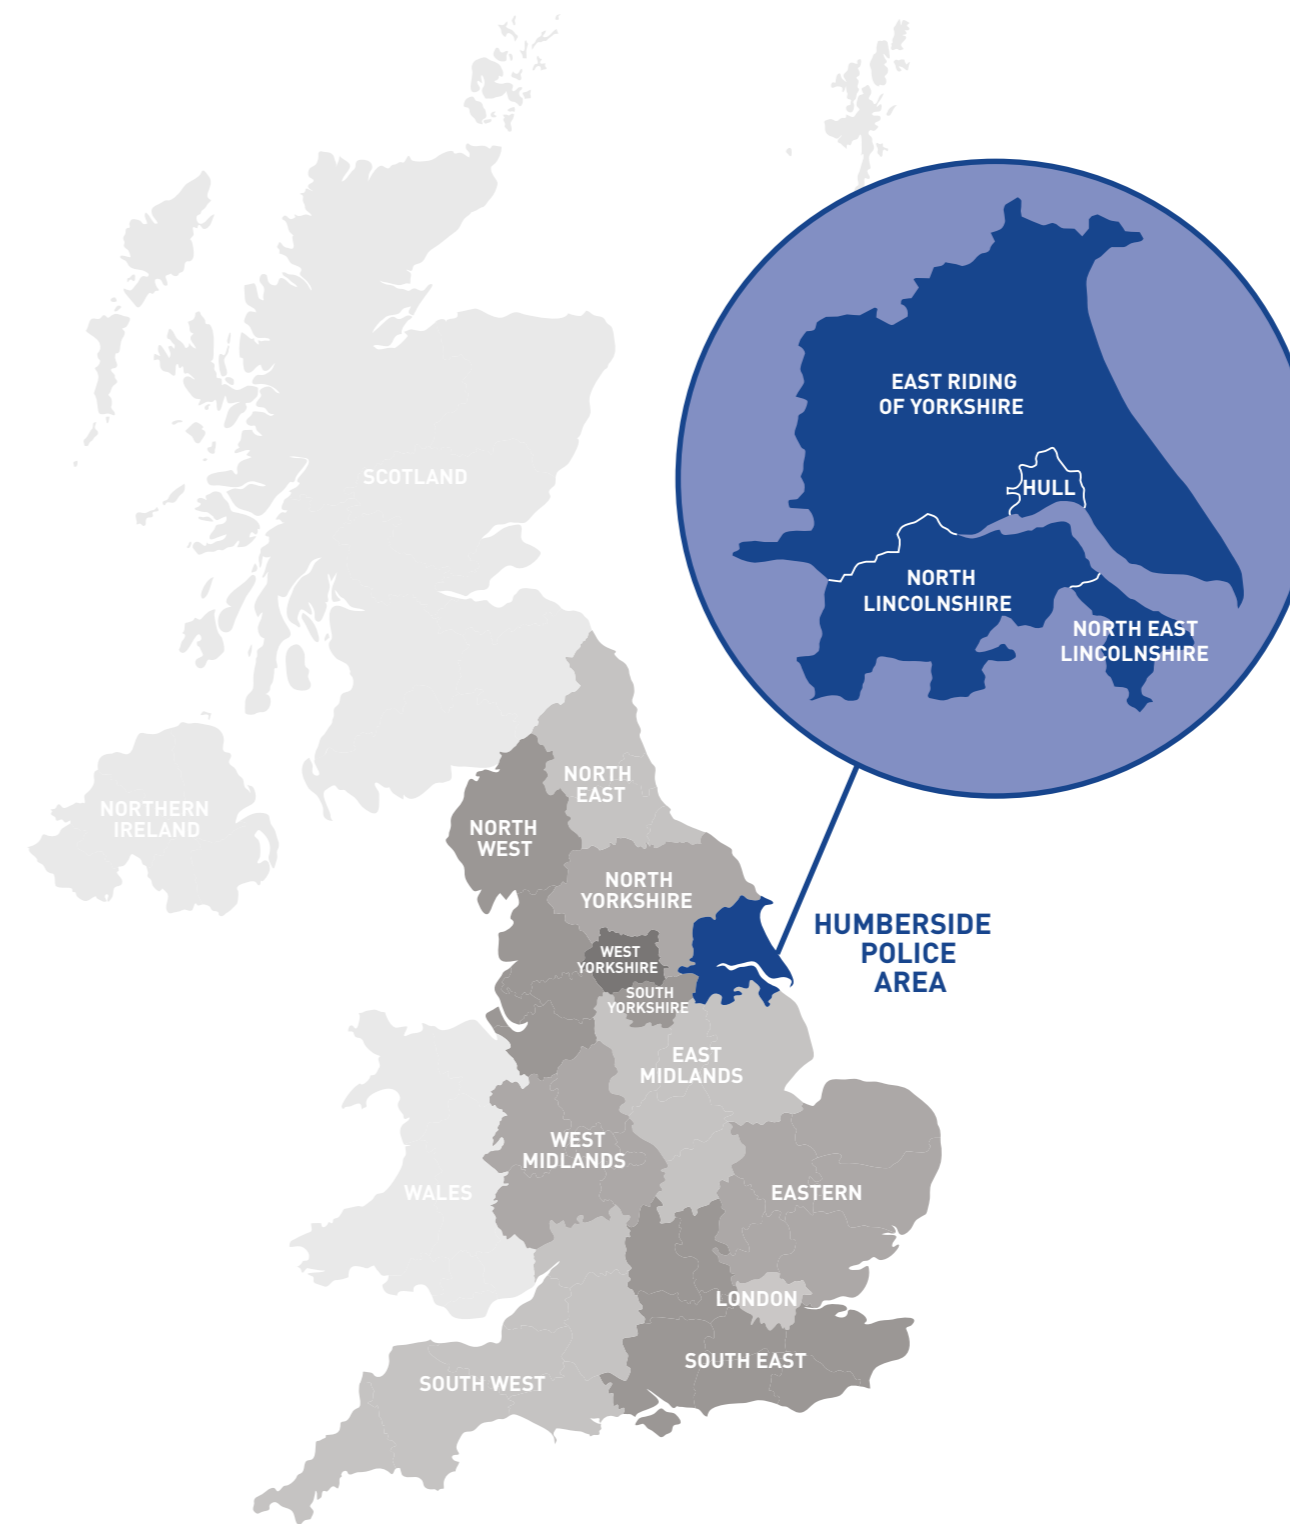 EAST RIDING
OF YORKSHIRE
SCOTLAND
HULL
NORTH
LINCOLNSHIRE
NORTH EAST
LINCOLNSHIRE
NORTH
EAST
NORTHERN
IRELAND
NORTH
WEST
NORTH
YORKSHIRE
HUMBERSIDE
POLICE
AREA
WEST
YORKSHIRE
SOUTH
YORKSHIRE
EAST
MIDLANDS
WEST
MIDLANDS
WALES
EASTERN
LONDON
SOUTH EAST
SOUTH WEST